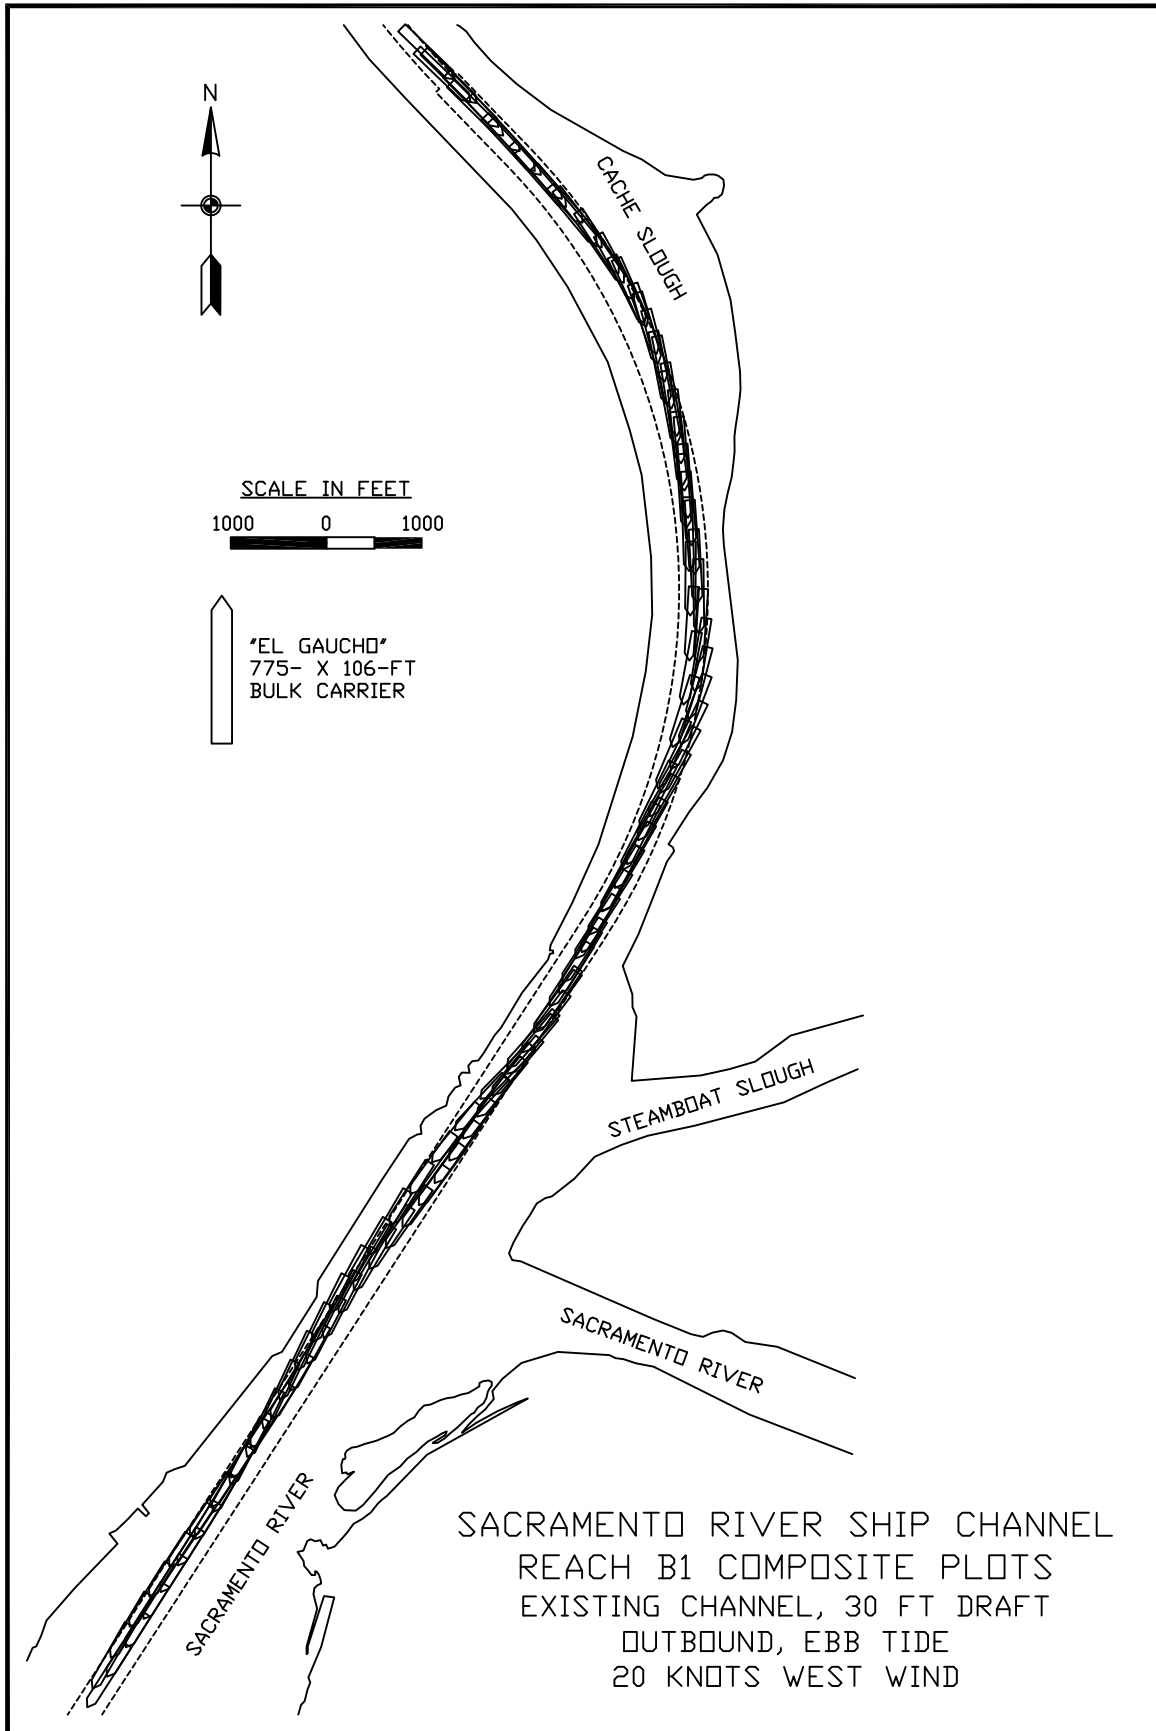 N
CACHE SLOUGH
SCALE IN FEET
1000 0 1000
"EL GAUCHO"
775- X 106-FT
BULK CARRIER
STEAMBOAT SLOUGH
SACRAMENTO RIVER
SACRAMENTO RIVER
SACRAMENTO RIVER SHIP CHANNEL
REACH B1 COMPOSITE PLOTS
EXISTING CHANNEL, 30 FT DRAFT
OUTBOUND, EBB TIDE
20 KNOTS WEST WIND